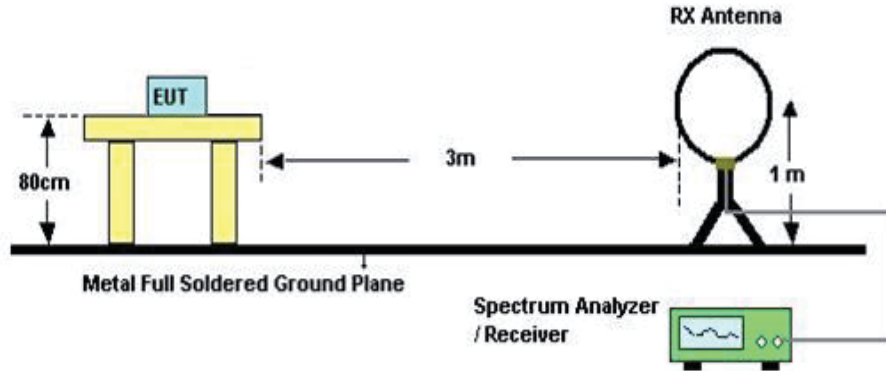 RX Antenna
EUT
80cm
3m
1 m
Metal Full Soldered Ground Plane
Spectrum Analyzer
/ Receiver